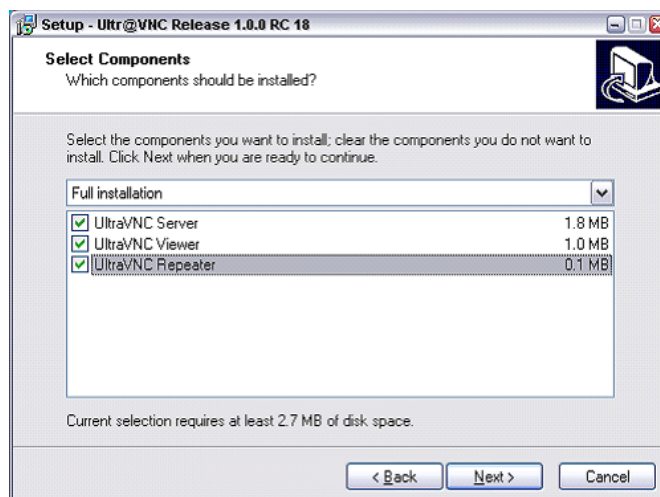 Setup - Ultr@VNC Release 1.0.0 RC 18
Select Components
Which components should be installed?
Select the components you want to install; clear the components you do not want to
install. Click Next when you are ready to continue.
Full installation
UltraVNC Server 1.8 MB
UltraVNC Viewer 1.0 MB
UltraVNC Repeater 0.1 MB
Current selection requires at least 2.7 MB of disk space.
< Back Next > Cancel